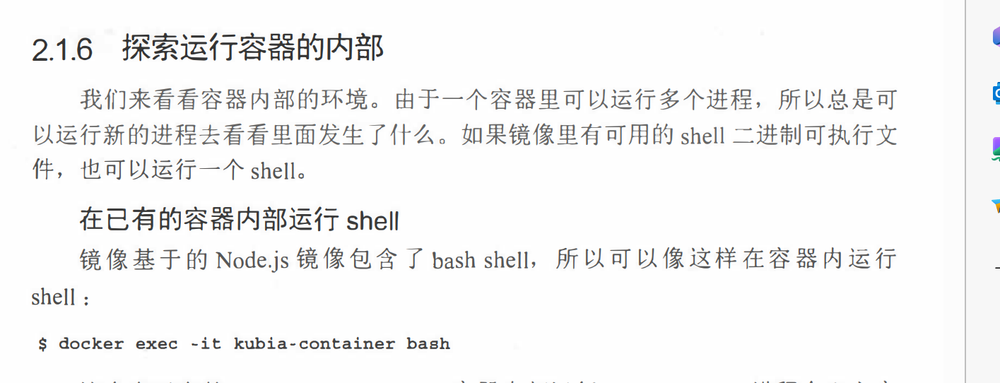 2.1.6 探索运行容器的内部
我们来看看容器内部的环境。由于一个容器里可以运行多个进程，所以总是可
以运行新的进程去看看里面发生了什么。如果镜像里有可用的 shell 二进制可执行文
件，也可以运行一个 shell。
在已有的容器内部运行 shell
镜像基于的 Node.js 镜像包含了 bash shell，所以可以像这样在容器内运行
shell：
$ docker exec -it kubia-container bash